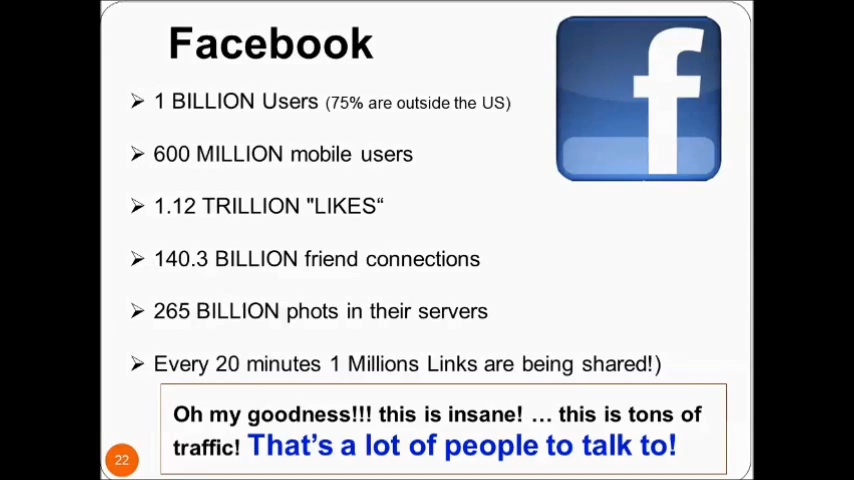 Facebook
f
➢ 1 BILLION Users (75% are outside the US)
➢ 600 MILLION mobile users
➢ 1.12 TRILLION "LIKES“
➢ 140.3 BILLION friend connections
➢ 265 BILLION phots in their servers
➢ Every 20 minutes 1 Millions Links are being shared!)
Oh my goodness!!! this is insane! … this is tons of
traffic! That’s a lot of people to talk to!
22